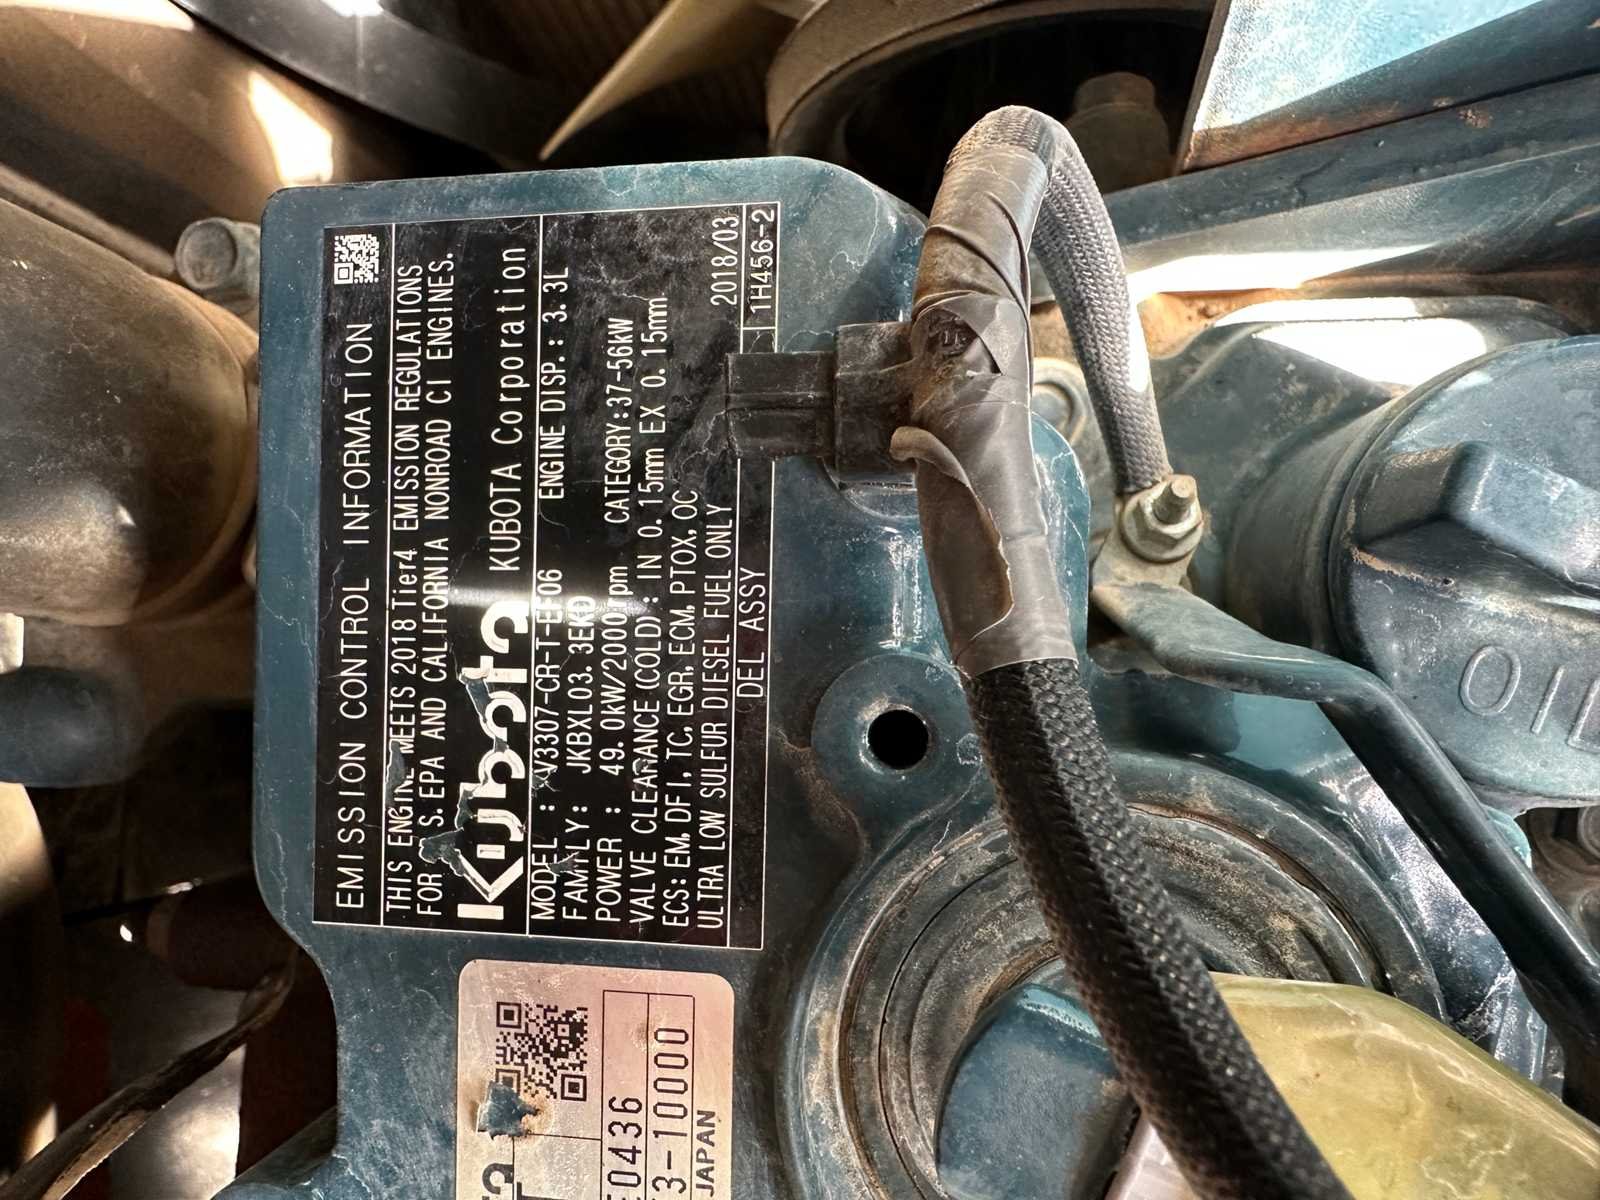 EMISSION CONTROL INFORMATION
THIS ENGINE MEETS 2018 Tier4 EMISSION REGULATIONS
FOR S. EPA AND CALIFORNIA NONROAD CI ENGINES.
Kubota KUBOTA Corporation
MODEL : V3307-CR-T-EF06 ENGINE DISP.: 3. 3L
FAMILY: JKBXL03. 3EKD
POWER : 49. 0kW/2000rpm CATEGORY:37-56kW
VALVE CLEARANCE (COLD): IN 0. 15mm EX 0. 15mm
ECS: EM, DFI, TC, EGR, ECM, PTOX, OC
ULTRA LOW SULFUR DIESEL FUEL ONLY 2018/03
DEL ASSY 1H456-2
E0436
3-10000
JAPAN
OIL